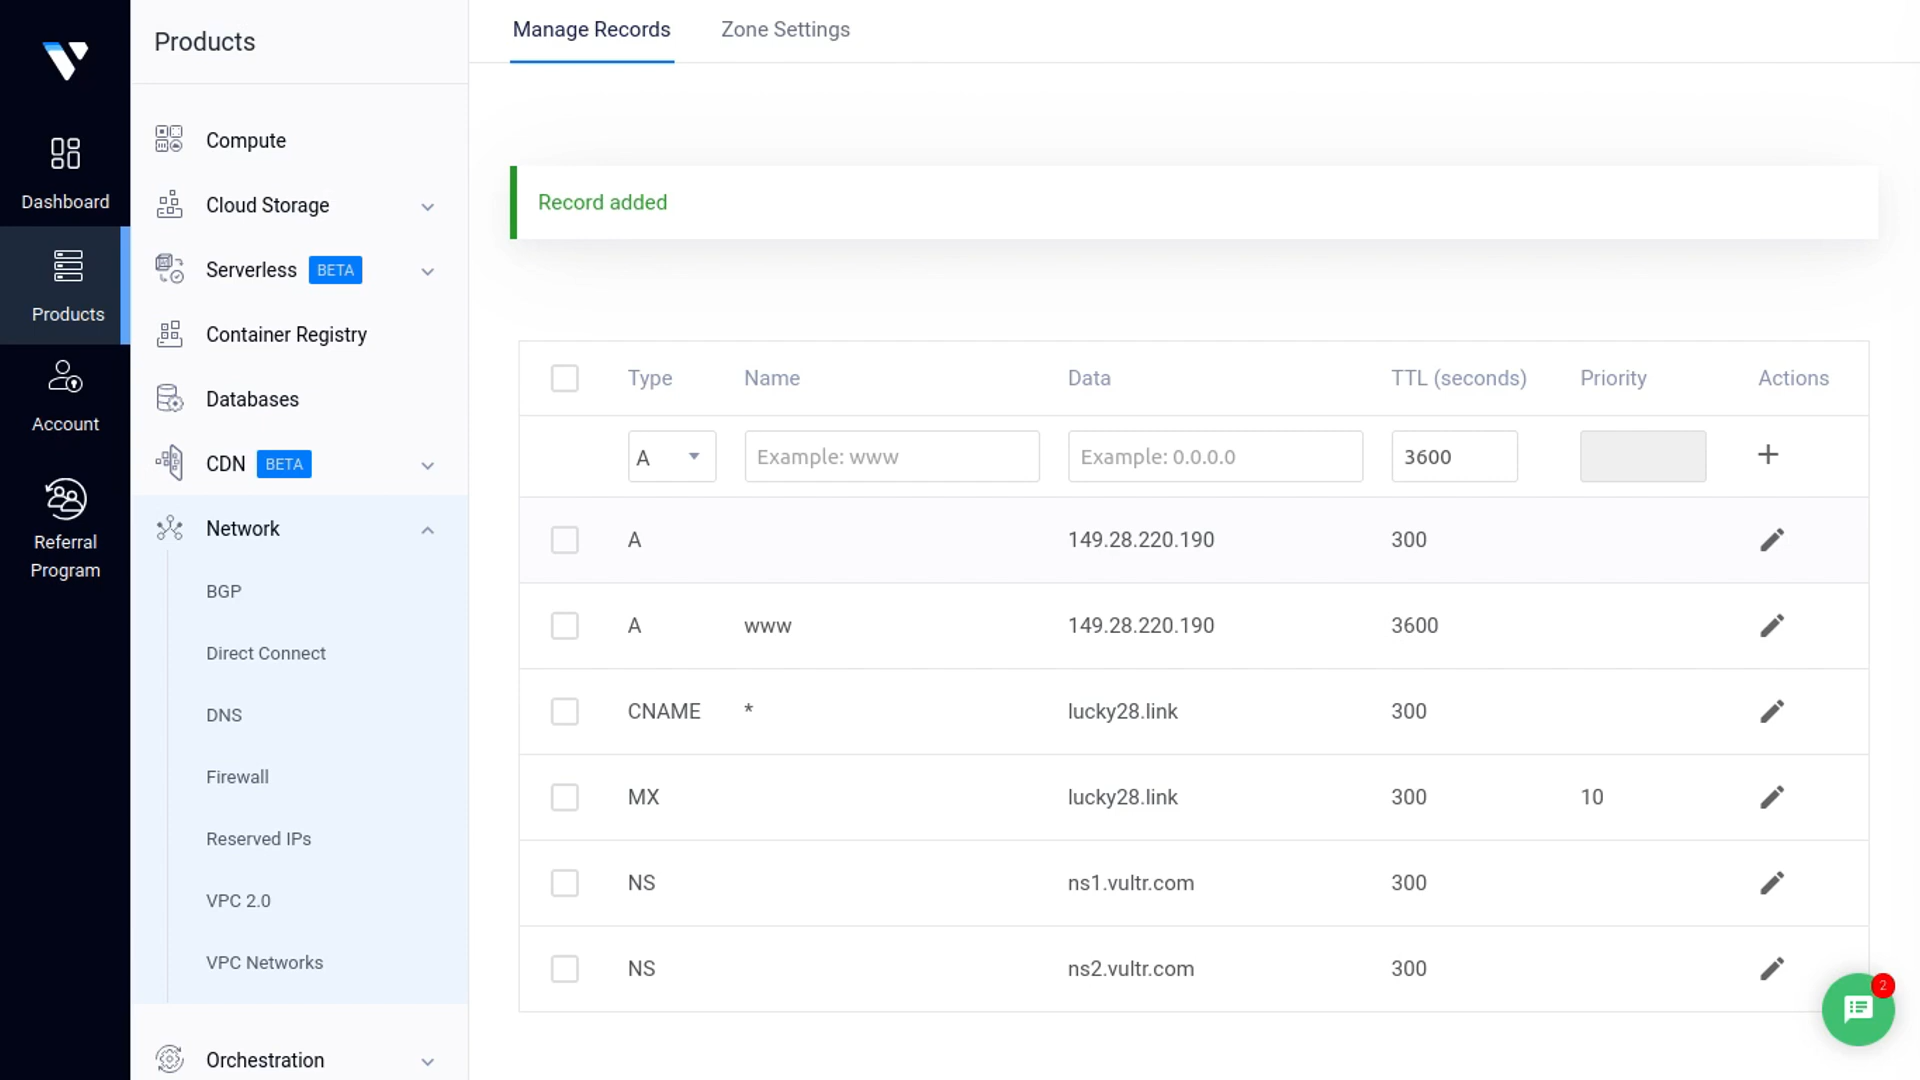 Products
Manage Records
Zone Settings
Dashboard
Products
Account
Referral
Program
Compute
Cloud Storage
Serverless BETA
Container Registry
Databases
CDN BETA
Network
BGP
Direct Connect
DNS
Firewall
Reserved IPs
VPC 2.0
VPC Networks
Orchestration
Record added
Type Name Data TTL (seconds) Priority Actions
A Example: www Example: 0.0.0.0 3600 +
A 149.28.220.190 300
A www 149.28.220.190 3600
CNAME * lucky28.link 300
MX lucky28.link 300 10
NS ns1.vultr.com 300
NS ns2.vultr.com 300
2